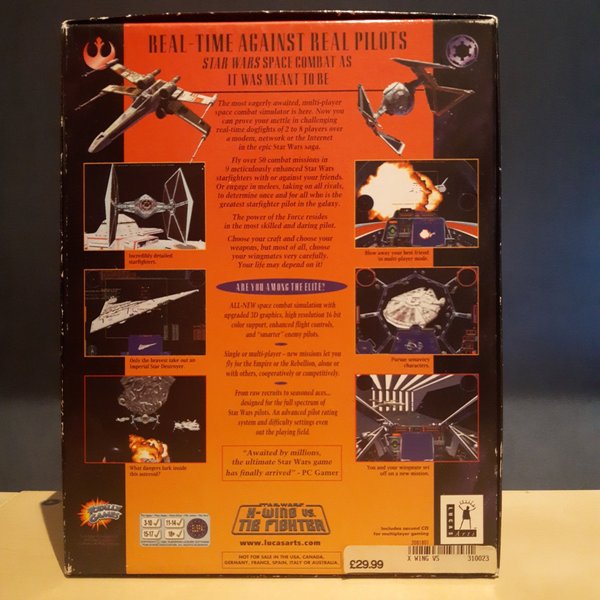 REAL-TIME AGAINST REAL PILOTS
STAR WARS SPACE COMBAT AS
IT WAS MEANT TO BE
The most eagerly awaited, multi-player
space combat simulator is here. Now you
can prove your mettle in challenging
real-time dogfights of 2 to 8 players over
a modem, network or the Internet
in the epic Star Wars saga.
Fly over 50 combat missions in
9 meticulously enhanced Star Wars
starfighters with or against your friends.
Or engage in melees, taking on all rivals,
to determine once and for all who is the
greatest starfighter pilot in the galaxy.
The power of the Force resides
in the most skilled and daring pilot.
Choose your craft and choose your
weapons, but most of all, choose
your wingmates very carefully.
Your life may depend on it!
Incredibly detailed
starfighters.
Blow away your best friend
in multi-player mode.
ARE YOU AMONG THE ELITE?
ALL-NEW space combat simulation with
upgraded 3D graphics, high resolution 16-bit
color support, enhanced flight controls,
and "smarter" enemy pilots.
Single or multi-player - new missions let you
fly for the Empire or the Rebellion, alone or
with others, cooperatively or competitively.
From raw recruits to seasoned aces...
designed for the full spectrum of
Star Wars pilots. An advanced pilot rating
system and difficulty settings even
out the playing field.
Only the bravest take out an
Imperial Star Destroyer.
Pursue unsavory
characters.
What dangers lurk inside
this asteroid?
You and your wingmate set
off on a new mission.
"Awaited by millions,
the ultimate Star Wars game
has finally arrived" - PC Gamer
TOTALLY
GAMES
3-10 ✓ 11-14 ✓
15-17 ✓ 18+ ✓
STAR WARS
X-WING VS.
TIE FIGHTER
www.lucasarts.com
NOT FOR SALE IN THE USA, CANADA,
GERMANY, FRANCE, SPAIN, ITALY OR AUSTRALIA.
Includes second CD
for multiplayer gaming
LUCAS
Arts
£29.99
X WING VS 310023